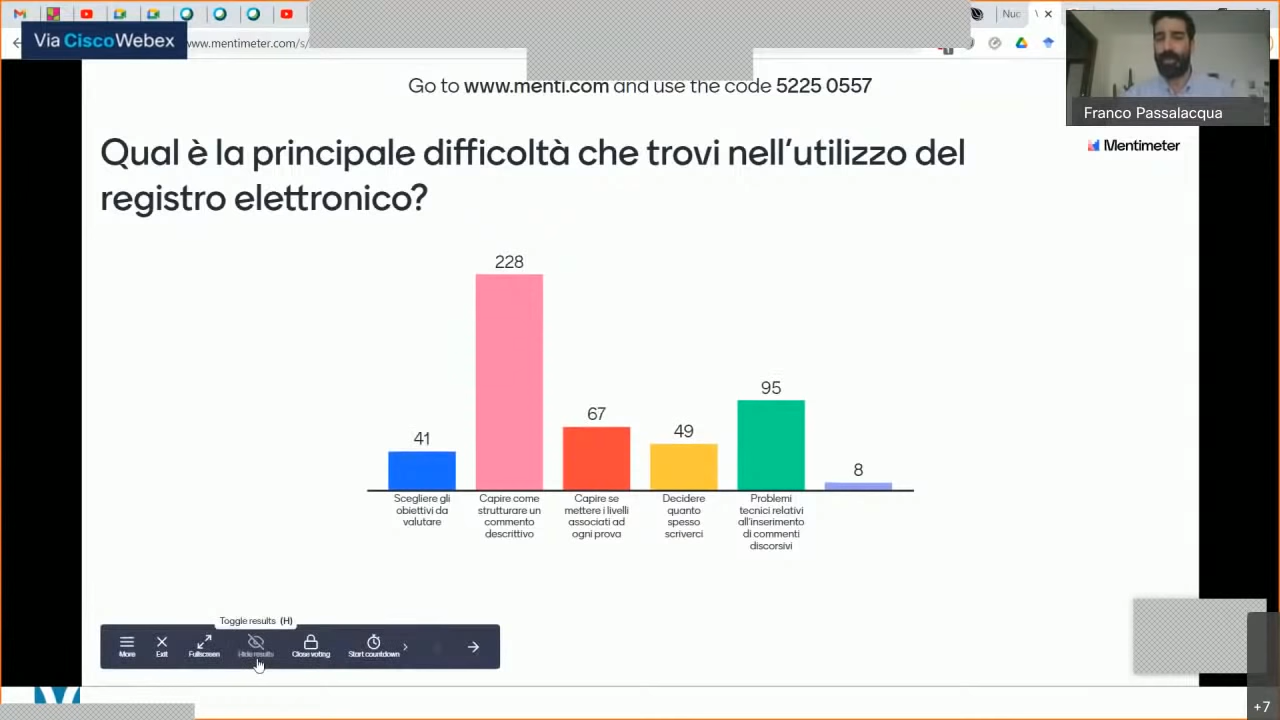 Nuc
Via CiscoWebex
www.mentimeter.com/s/
Go to www.menti.com and use the code 5225 0557
Franco Passalacqua
Mentimeter
Qual è la principale difficoltà che trovi nell'utilizzo del
registro elettronico?
228
95
67
49
41
8
Scegliere gli
obiettivi da
valutare
Capire come
strutturare un
commento
descrittivo
Capire se
mettere i livelli
associati ad
ogni prova
Decidere
quanto
spesso
scriverci
Problemi
tecnici relativi
all'inserimento
di commenti
discorsivi
Toggle results (H)
More
Exit
Fullscreen
Hide results
Close voting
Start countdown
+7